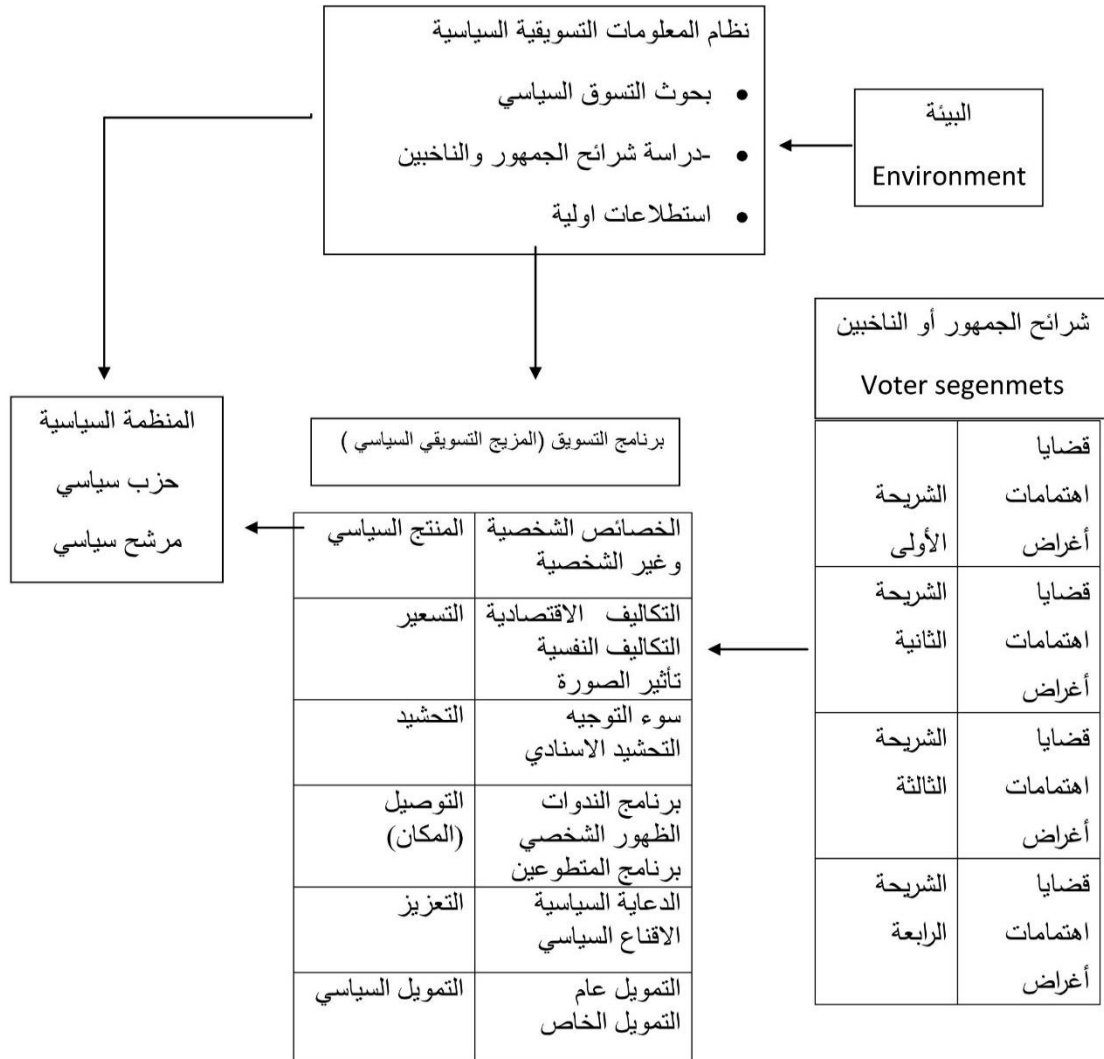 نظام المعلومات التسويقية السياسية
• بحوث التسوق السياسي
• -دراسة شرائح الجمهور والناخبين
• استطلاعات اولية
البيئة
Environment
شرائح الجمهور أو الناخبين
Voter segenmets
قضايا
اهتمامات
أغراض
الشريحة
الأولى
قضايا
اهتمامات
أغراض
الشريحة
الثانية
قضايا
اهتمامات
أغراض
الشريحة
الثالثة
قضايا
اهتمامات
أغراض
الشريحة
الرابعة
برنامج التسويق (المزيج التسويقي السياسي )
الخصائص الشخصية
وغير الشخصية
المنتج السياسي
التكاليف الاقتصادية
التكاليف النفسية
تأثير الصورة
التسعير
سوء التوجيه
التحشيد الاسنادي
التحشيد
برنامج الندوات
الظهور الشخصي
برنامج المتطوعين
التوصيل
(المكان)
الدعاية السياسية
الاقناع السياسي
التعزيز
التمويل عام
التمويل الخاص
التمويل السياسي
المنظمة السياسية
حزب سياسي
مرشح سياسي